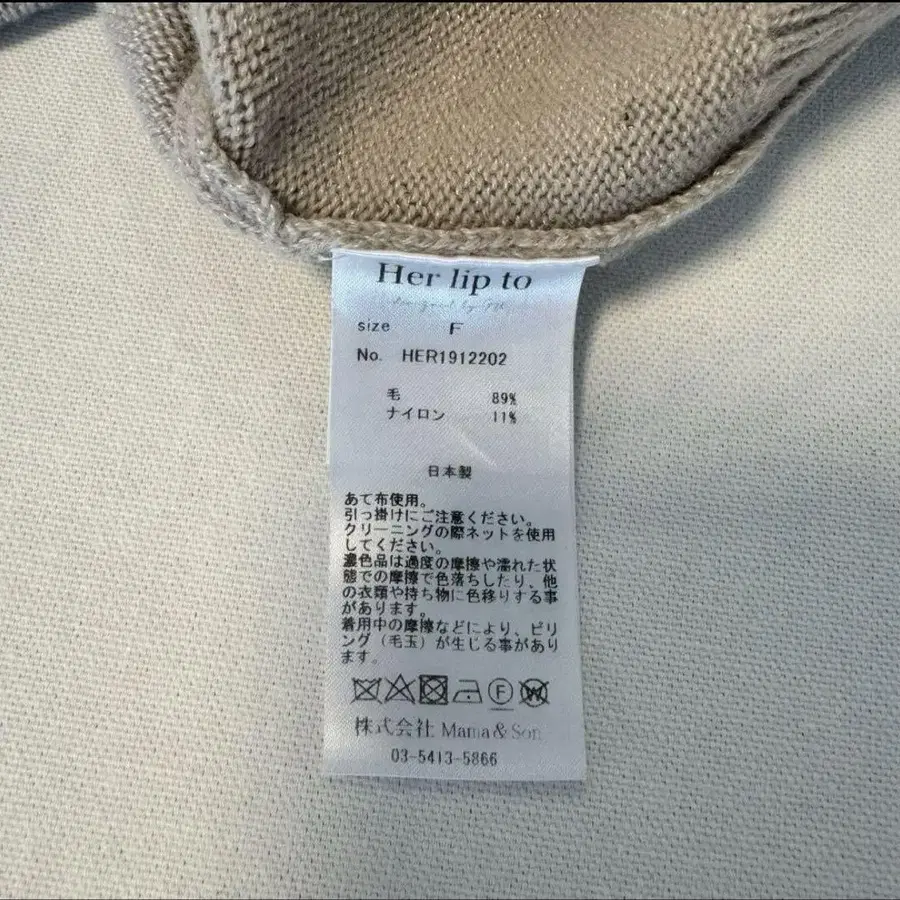 Her lip to
size F
No. HER1912202
毛 89%
ナイロン 11%
日本製
あて布使用。
引っ掛けにご注意ください。
クリーニングの際ネットを使用
してください。
濃色品は過度の摩擦や濡れた状
態での摩擦で色落ちしたり、他
の衣類や持ち物に色移りする事
があります。
着用中の摩擦などにより、ピリ
ング(毛玉)が生じる事があり
ます。
F W
株式会社 Mama & Son
03-5413-5866